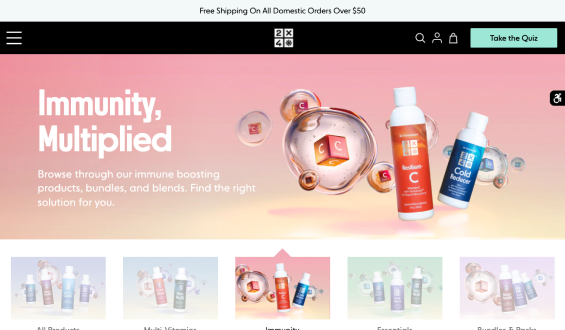 Free Shipping On All Domestic Orders Over $50
2X
4
Take the Quiz
Immunity,
Multiplied
Browse through our immune boosting
products, bundles, and blends. Find the right
solution for you.
C
C C
C
C
Cold
Reducer
All Products
Multi-Vitamins
Immunity
Essentials
Bundles & Packs